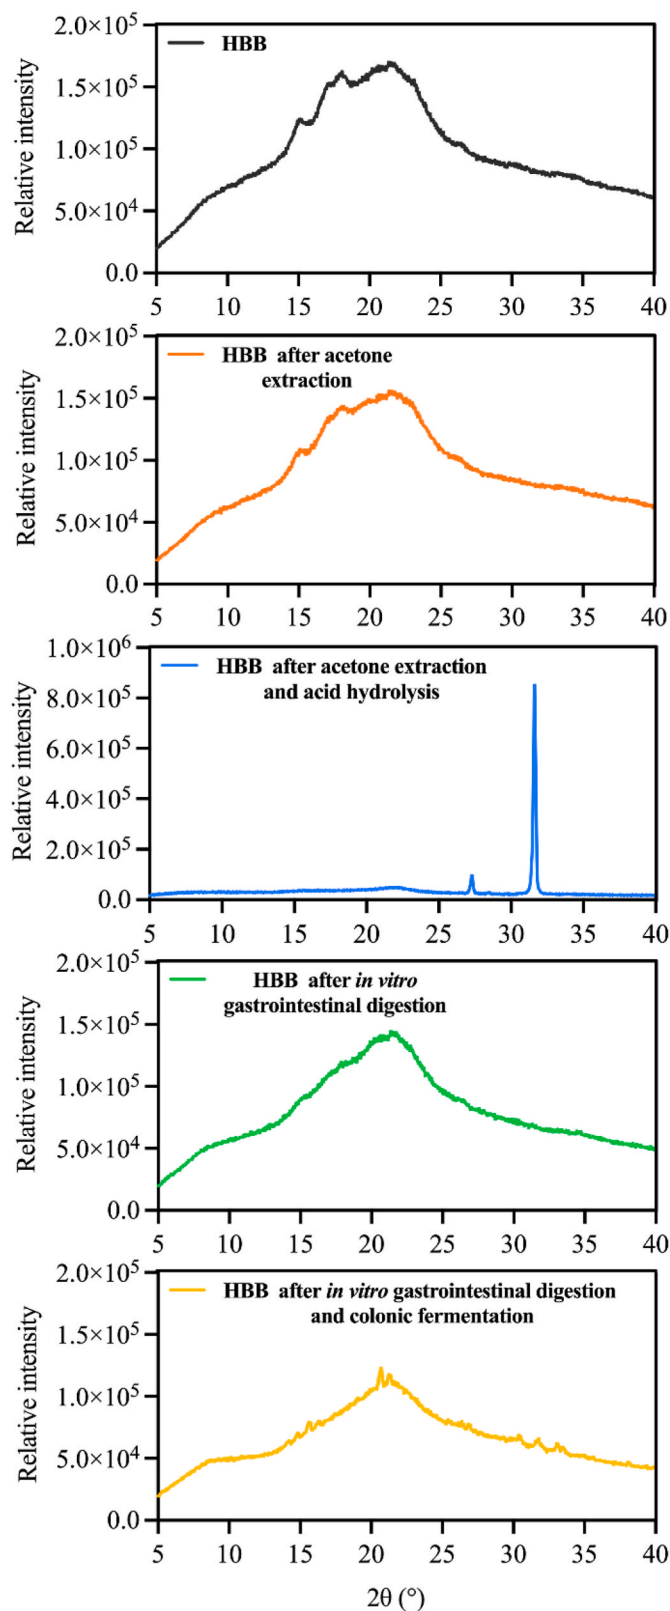 2.0×10⁵
HBB
1.5×10⁵
1.0×10⁵
5.0×10⁴
0.0
Relative intensity
5 10 15 20 25 30 35 40
2.0×10⁵
HBB after acetone
extraction
1.5×10⁵
1.0×10⁵
5.0×10⁴
0.0
Relative intensity
5 10 15 20 25 30 35 40
1.0×10⁶
HBB after acetone extraction
and acid hydrolysis
8.0×10⁵
6.0×10⁵
4.0×10⁵
2.0×10⁵
0.0
Relative intensity
5 10 15 20 25 30 35 40
2.0×10⁵
HBB after in vitro
gastrointestinal digestion
1.5×10⁵
1.0×10⁵
5.0×10⁴
0.0
Relative intensity
5 10 15 20 25 30 35 40
2.0×10⁵
HBB after in vitro gastrointestinal digestion
and colonic fermentation
1.5×10⁵
1.0×10⁵
5.0×10⁴
0.0
Relative intensity
5 10 15 20 25 30 35 40
2θ (°)